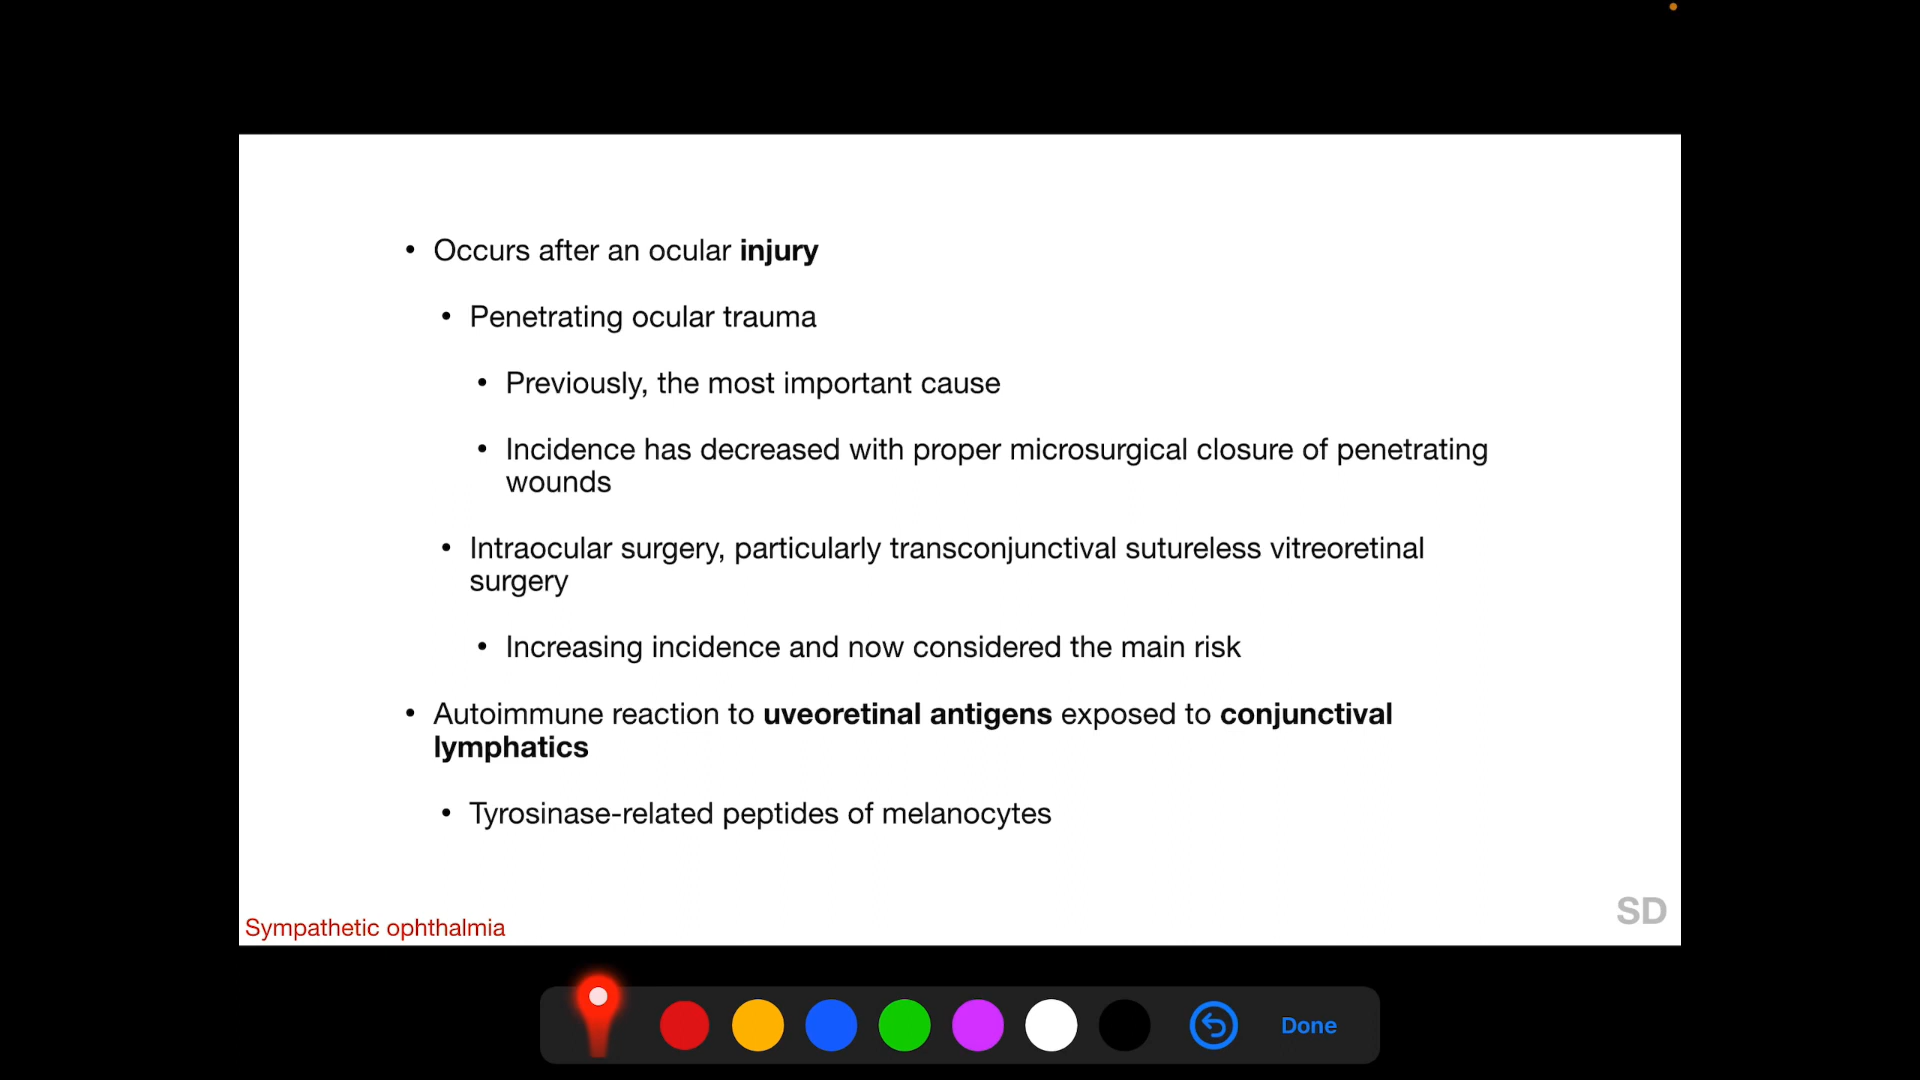 • Occurs after an ocular injury
• Penetrating ocular trauma
• Previously, the most important cause
• Incidence has decreased with proper microsurgical closure of penetrating
wounds
• Intraocular surgery, particularly transconjunctival sutureless vitreoretinal
surgery
• Increasing incidence and now considered the main risk
• Autoimmune reaction to uveoretinal antigens exposed to conjunctival
lymphatics
• Tyrosinase-related peptides of melanocytes
SD
Sympathetic ophthalmia
Done